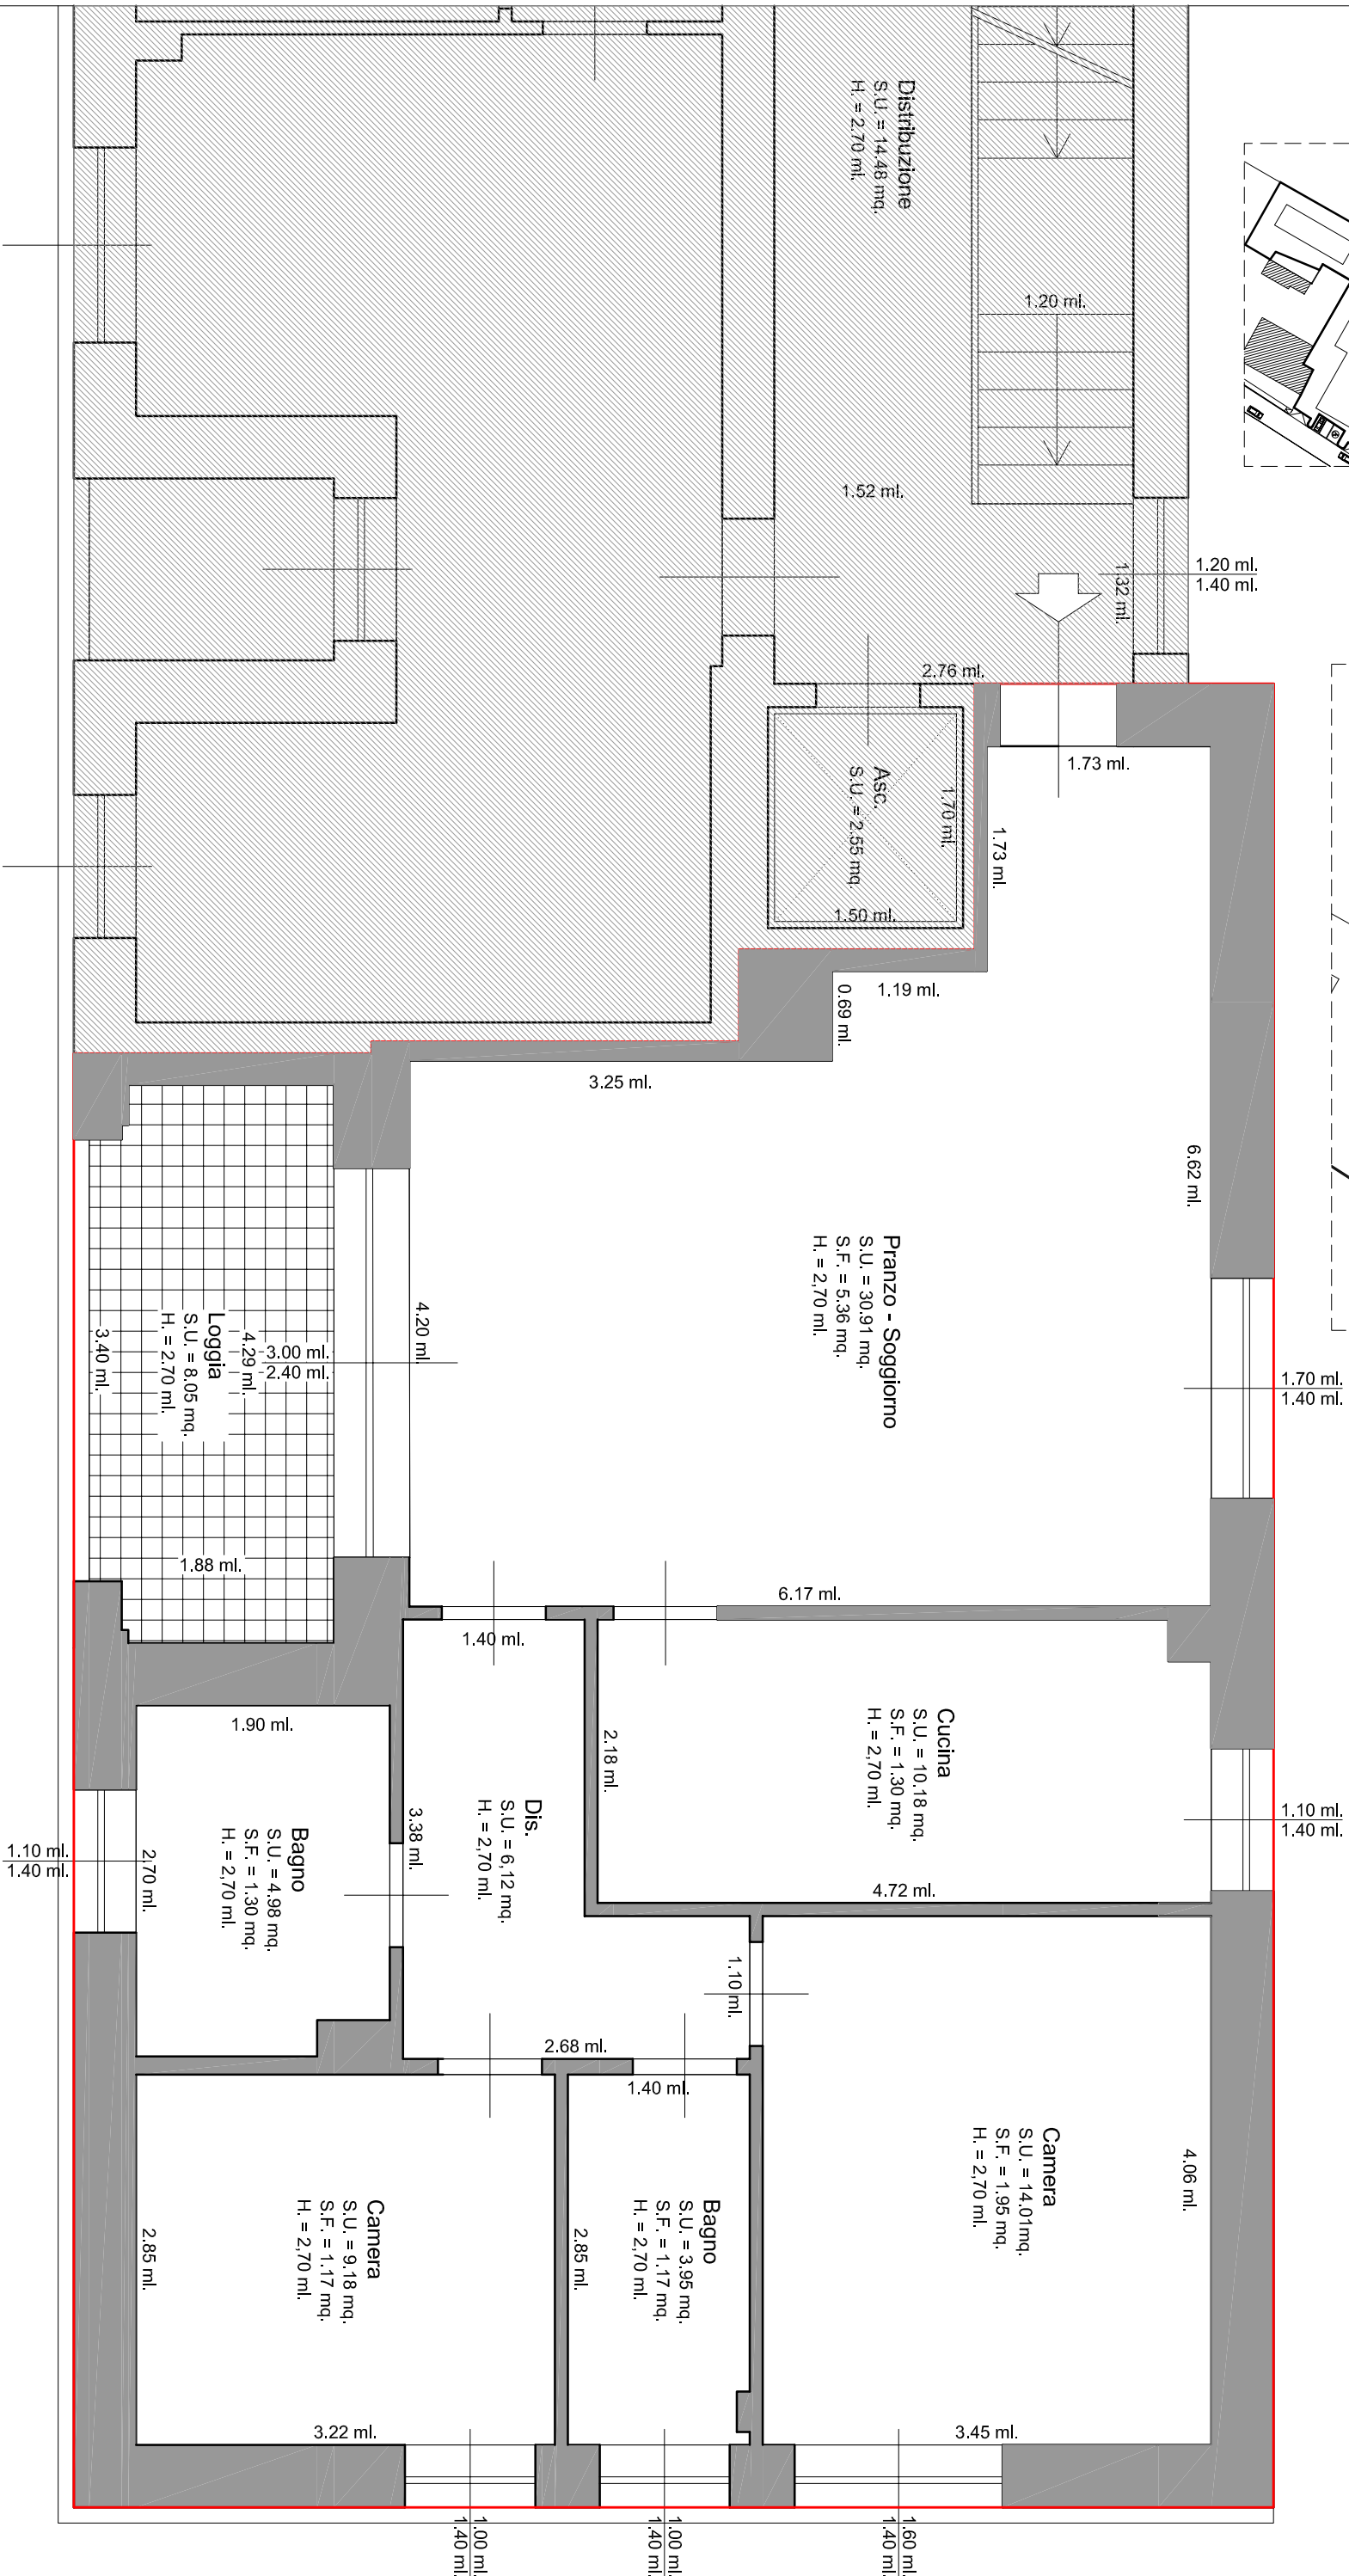 Distribuzione
S.U. = 14.48 mq.
H. = 2.70 ml.
1.20 ml.
1.52 ml.
1.20 ml.
1.40 ml.
1.32 ml.
2.76 ml.
1.73 ml.
Asc.
S.U. = 2.55 mq.
1.70 ml.
1.50 ml.
1.73 ml.
1.19 ml.
0.69 ml.
3.25 ml.
6.62 ml.
Pranzo - Soggiorno
S.U. = 30.91 mq.
S.F. = 5.36 mq.
H. = 2,70 ml.
4.20 ml.
3.00 ml.
2.40 ml.
4.29 ml.
Loggia
S.U. = 8.05 mq.
H. = 2.70 ml.
3.40 ml.
1.88 ml.
1.70 ml.
1.40 ml.
6.17 ml.
1.40 ml.
Cucina
S.U. = 10.18 mq.
S.F. = 1.30 mq.
H. = 2,70 ml.
2.18 ml.
4.72 ml.
1.10 ml.
1.40 ml.
1.90 ml.
Dis.
S.U. = 6,12 mq.
H. = 2,70 ml.
3.38 ml.
Bagno
S.U. = 4.98 mq.
S.F. = 1.30 mq.
H. = 2,70 ml.
2,70 ml.
1.10 ml.
1.40 ml.
1.10 ml.
2.68 ml.
1.40 ml.
Camera
S.U. = 14.01mq.
S.F. = 1.95 mq.
H. = 2,70 ml.
4.06 ml.
3.45 ml.
Bagno
S.U. = 3.95 mq.
S.F. = 1.17 mq.
H. = 2,70 ml.
2.85 ml.
Camera
S.U. = 9.18 mq.
S.F. = 1.17 mq.
H. = 2,70 ml.
2.85 ml.
3.22 ml.
1.00 ml.
1.40 ml.
1.00 ml.
1.40 ml.
1.60 ml.
1.40 ml.